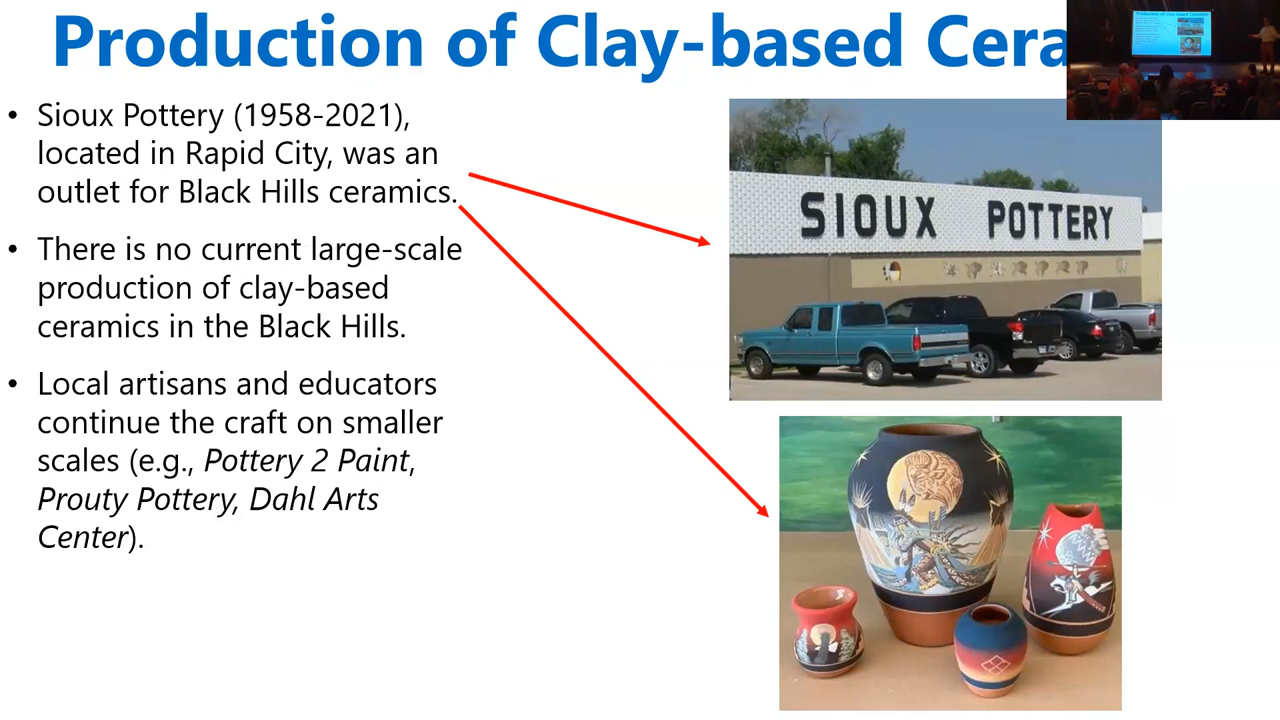 Production of Clay-based Cera
• Sioux Pottery (1958-2021),
located in Rapid City, was an
outlet for Black Hills ceramics.
• There is no current large-scale
production of clay-based
ceramics in the Black Hills.
• Local artisans and educators
continue the craft on smaller
scales (e.g., Pottery 2 Paint,
Prouty Pottery, Dahl Arts
Center).
SIOUX POTTERY